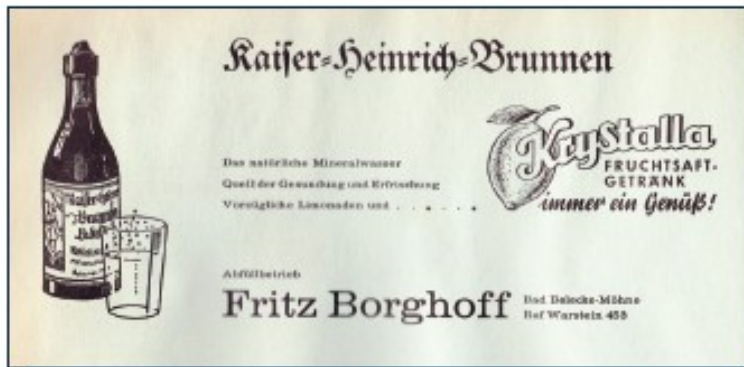 Kaiser-Heinrich-Brunnen
Das natürliche Mineralwasser
Quell der Gesundung und Erfrischung
Vorzügliche Limonaden und . . . . . .
Krystalla
FRUCHTSAFT-
GETRÄNK
immer ein Genüß!
Abfüllbetrieb
Fritz Borghoff
Bad Belecke-Möhne
Ruf Warstein 455